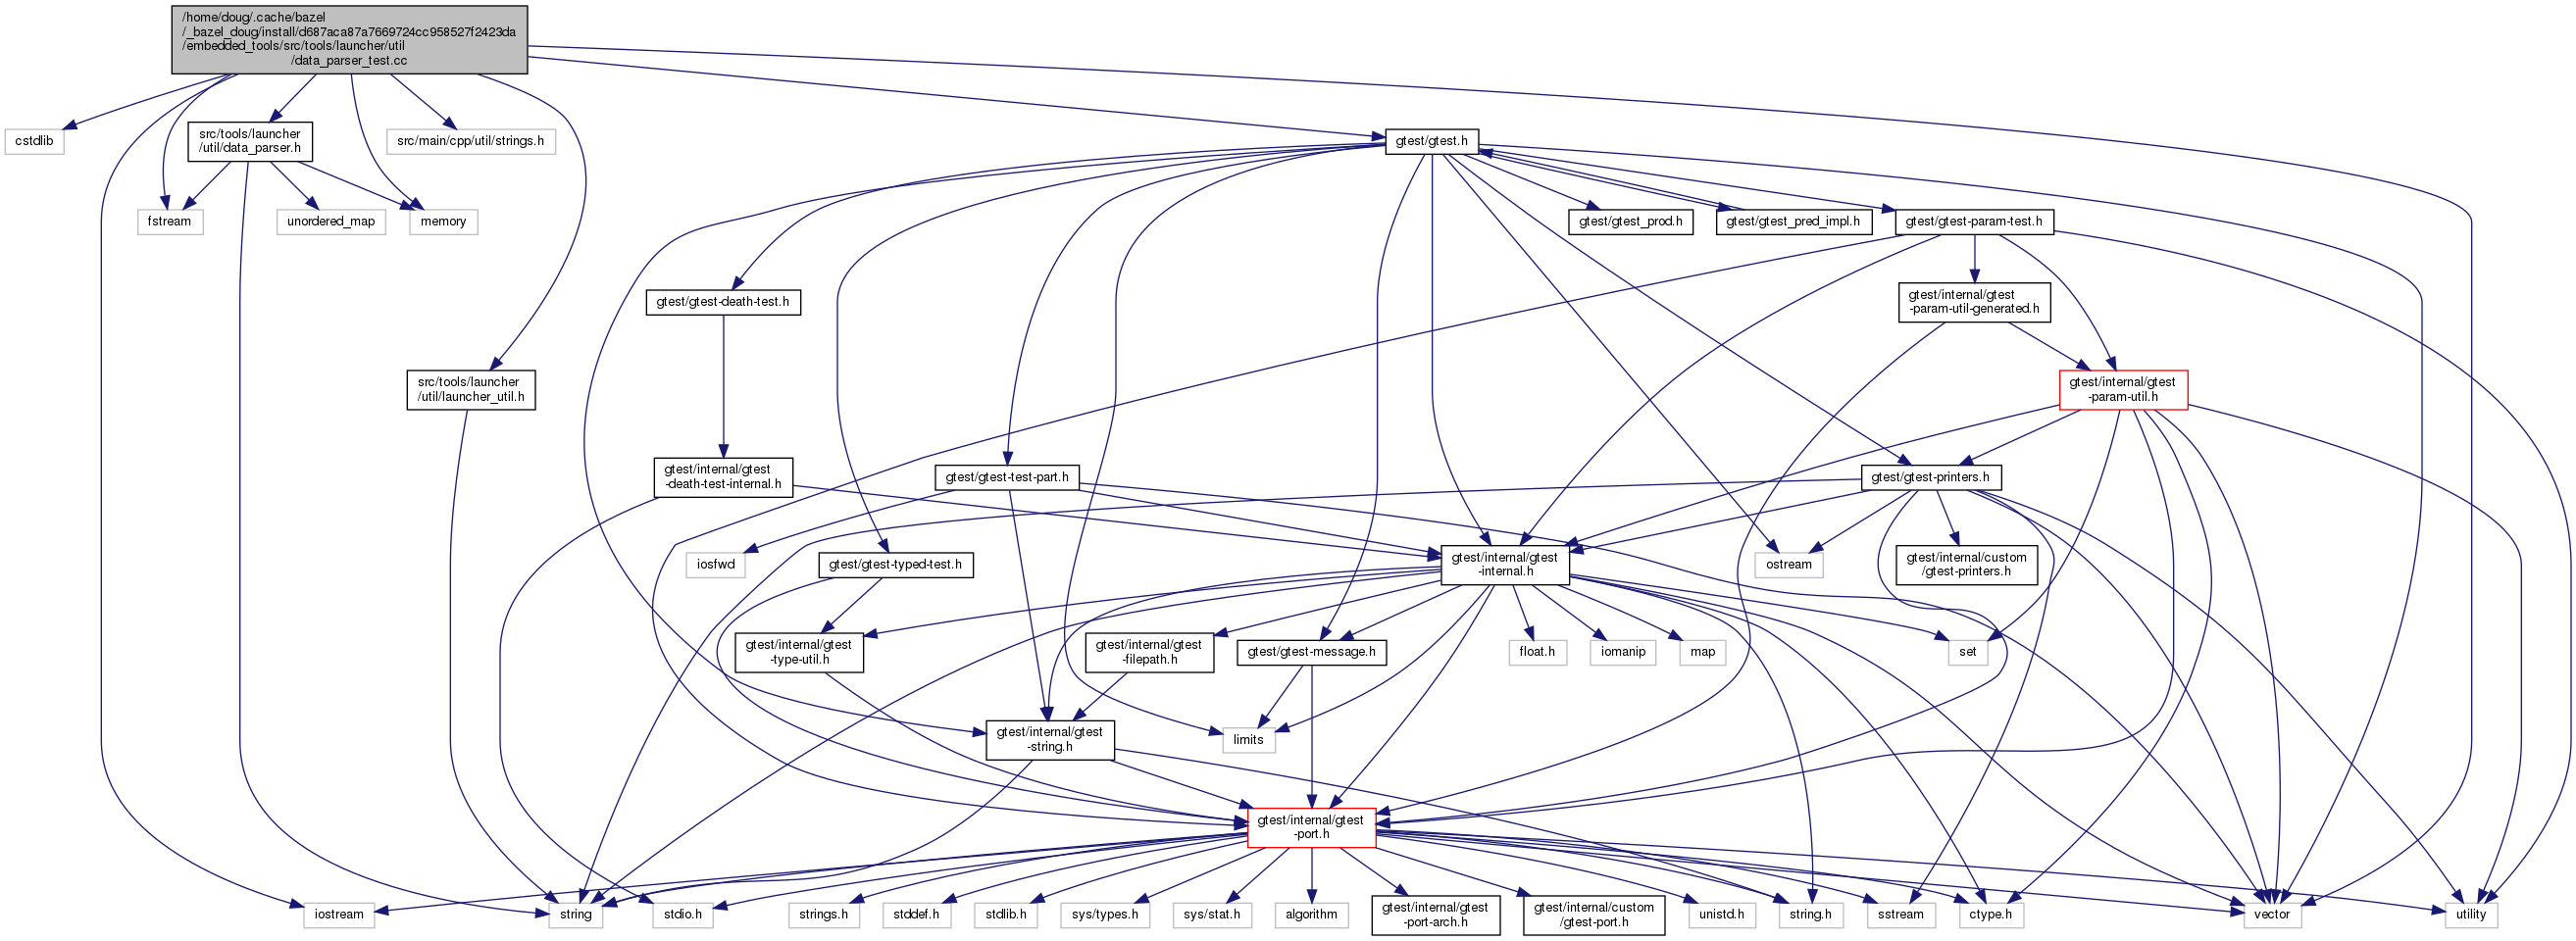 /home/doug/.cache/bazel
/_bazel_doug/install/d687aca87a7669724cc958527f2423da
/embedded_tools/src/tools/launcher/util
/data_parser_test.cc
cstdlib
src/tools/launcher
/util/data_parser.h
src/main/cpp/util/strings.h
gtest/gtest.h
fstream
unordered_map
memory
gtest/gtest_prod.h
gtest/gtest_pred_impl.h
gtest/gtest-param-test.h
gtest/gtest-death-test.h
gtest/internal/gtest
-param-util-generated.h
src/tools/launcher
/util/launcher_util.h
gtest/internal/gtest
-param-util.h
gtest/internal/gtest
-death-test-internal.h
gtest/gtest-test-part.h
gtest/gtest-printers.h
iosfwd
gtest/gtest-typed-test.h
gtest/internal/gtest
-internal.h
ostream
gtest/internal/custom
/gtest-printers.h
gtest/internal/gtest
-type-util.h
gtest/internal/gtest
-filepath.h
gtest/gtest-message.h
float.h
iomanip
map
set
gtest/internal/gtest
-string.h
limits
gtest/internal/gtest
-port.h
iostream
string
stdio.h
strings.h
stddef.h
stdlib.h
sys/types.h
sys/stat.h
algorithm
gtest/internal/gtest
-port-arch.h
gtest/internal/custom
/gtest-port.h
unistd.h
string.h
sstream
ctype.h
vector
utility